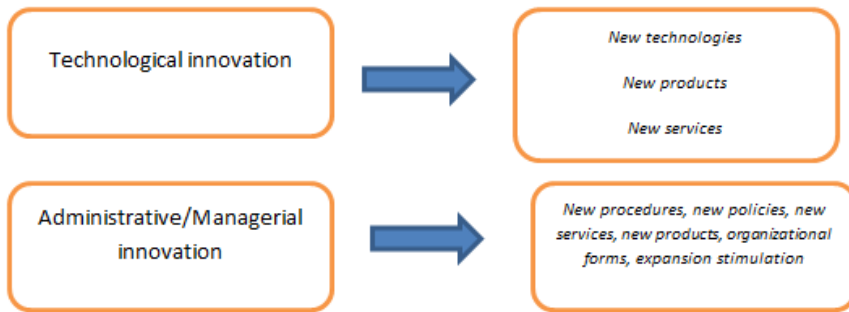 Technological innovation
New technologies
New products
New services
Administrative/Managerial
innovation
New procedures, new policies, new
services, new products, organizational
forms, expansion stimulation